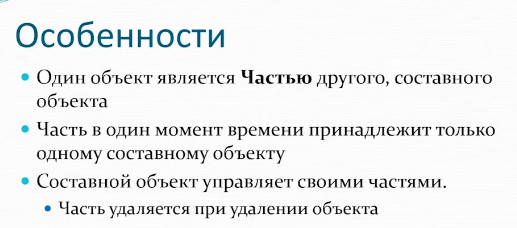 Особенности
• Один объект является Частью другого, составного
объекта
• Часть в один момент времени принадлежит только
одному составному объекту
• Составной объект управляет своими частями.
• Часть удаляется при удалении объекта